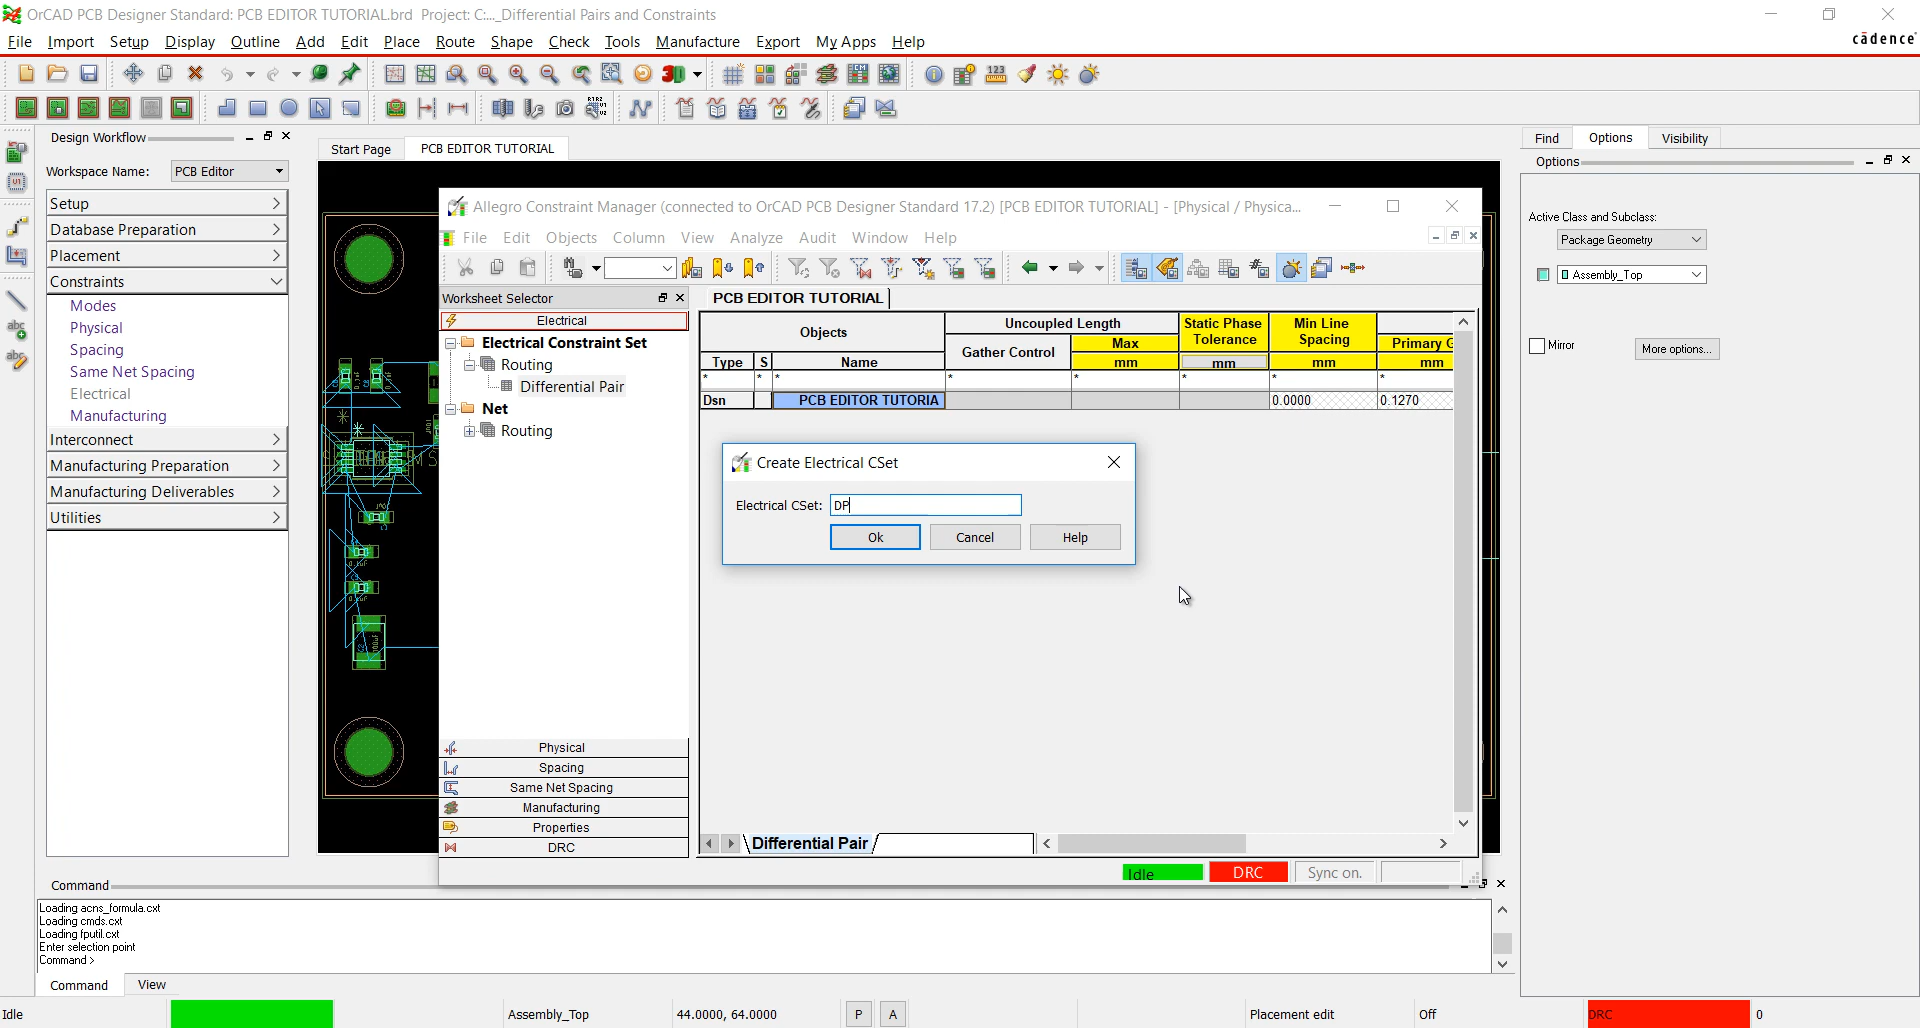 OrCAD PCB Designer Standard: PCB EDITOR TUTORIAL.brd Project: C:..._Differential Pairs and Constraints
File Import Setup Display Outline Add Edit Place Route Shape Check Tools Manufacture Export My Apps Help
cādence
Design Workflow
Workspace Name: PCB Editor
Setup
Database Preparation
Placement
Constraints
Modes
Physical
Spacing
Same Net Spacing
Electrical
Manufacturing
Interconnect
Manufacturing Preparation
Manufacturing Deliverables
Utilities
Start Page PCB EDITOR TUTORIAL
Allegro Constraint Manager (connected to OrCAD PCB Designer Standard 17.2) [PCB EDITOR TUTORIAL] - [Physical / Physica...
File Edit Objects Column View Analyze Audit Window Help
Worksheet Selector
Electrical
Electrical Constraint Set
Routing
Differential Pair
Net
Routing
Physical
Spacing
Same Net Spacing
Manufacturing
Properties
DRC
PCB EDITOR TUTORIAL
Objects Uncoupled Length Static Phase Tolerance Min Line Spacing
Gather Control Max Primary G
Type S Name mm mm mm mm
* * * * * * * *
Dsn PCB EDITOR TUTORIA 0.0000 0.1270
Create Electrical CSet
Electrical CSet: DP
Ok Cancel Help
Differential Pair
Idle DRC Sync on.
Find Options Visibility
Options
Active Class and Subclass:
Package Geometry
Assembly_Top
Mirror More options...
Command
Loading acns_formula.cxt
Loading cmds.cxt
Loading fputil.cxt
Enter selection point
Command >
Command View
Idle Assembly_Top 44.0000, 64.0000 P A Placement edit Off DRC 0